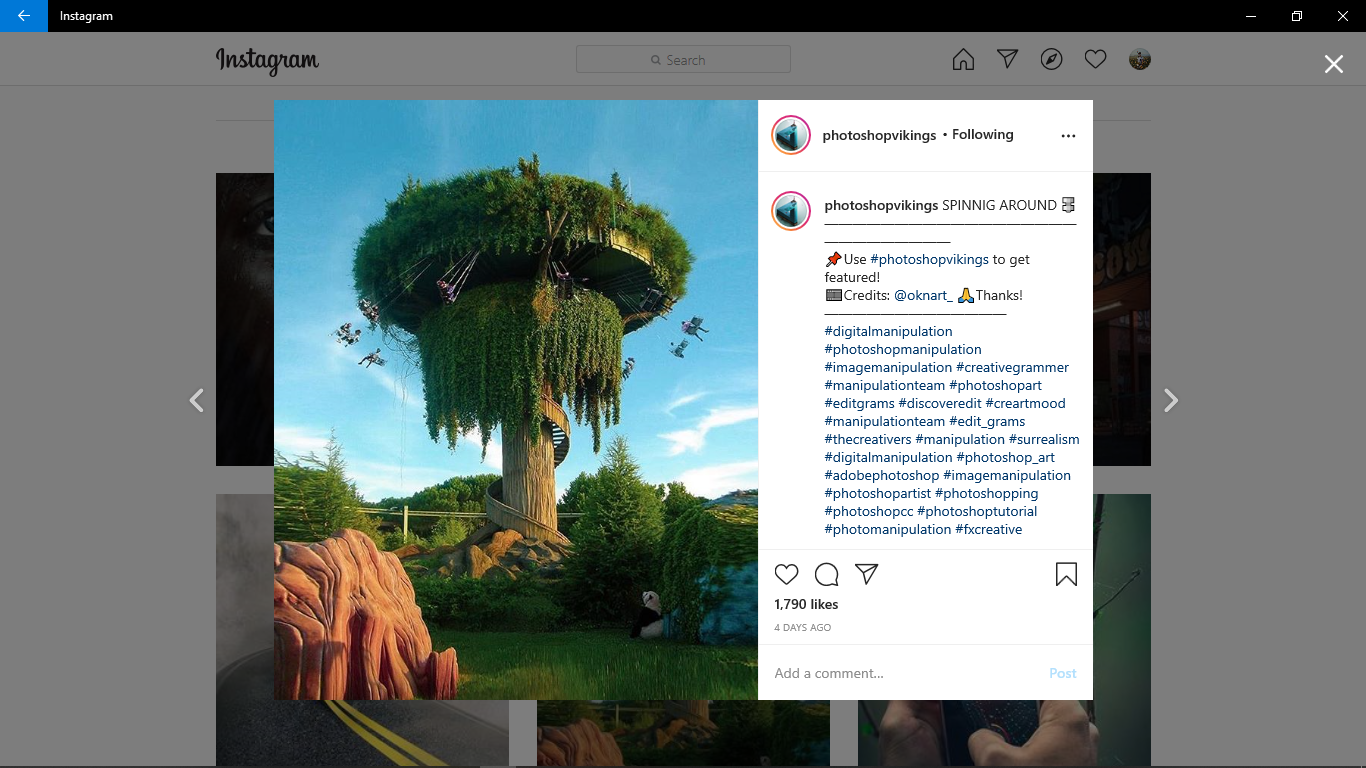 Instagram
Instagram
Search
photoshopvikings • Following
photoshopvikings SPINNIG AROUND
📌Use #photoshopvikings to get
featured!
Credits: @oknart_ 🙏Thanks!
#digitalmanipulation
#photoshopmanipulation
#imagemanipulation #creativegrammer
#manipulationteam #photoshopart
#editgrams #discoveredit #creartmood
#manipulationteam #edit_grams
#thecreativers #manipulation #surrealism
#digitalmanipulation #photoshop_art
#adobephotoshop #imagemanipulation
#photoshopartist #photoshopping
#photoshopcc #photoshoptutorial
#photomanipulation #fxcreative
1,790 likes
4 DAYS AGO
Add a comment...
Post